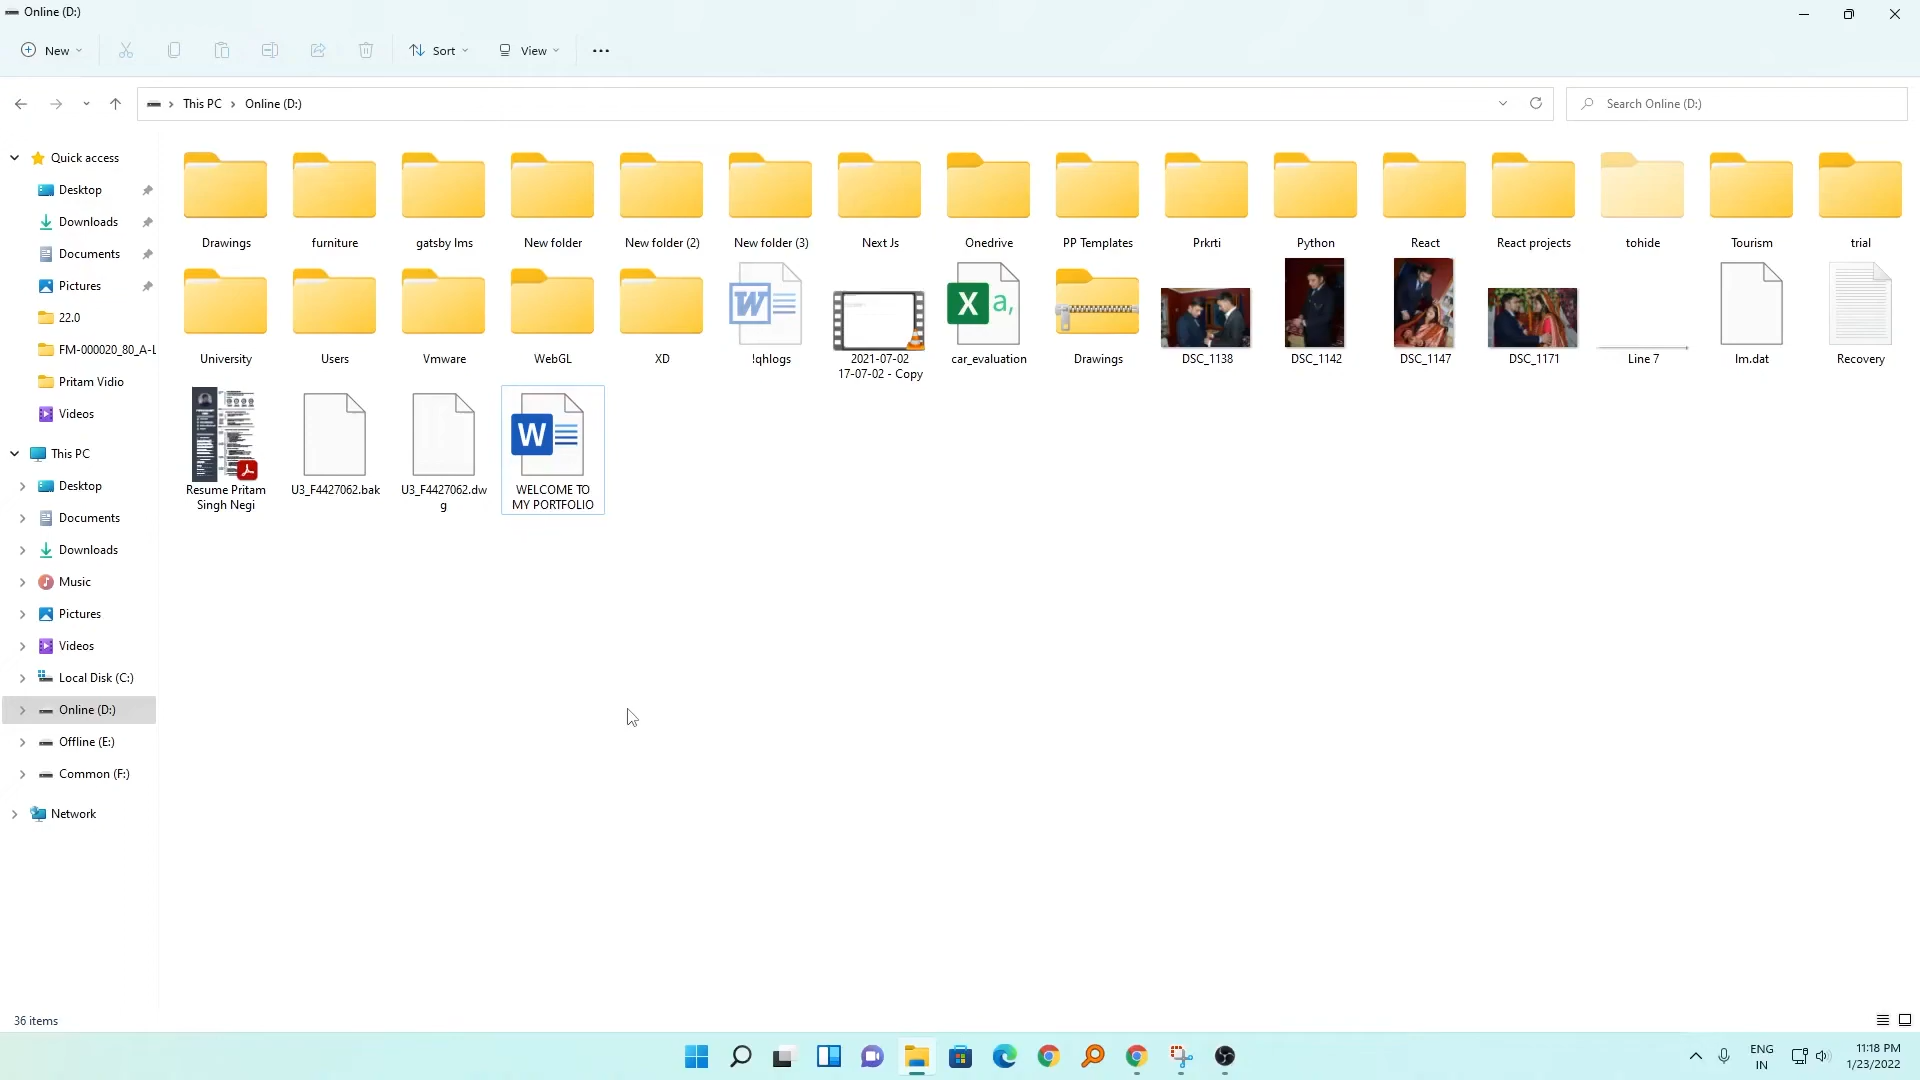 Online (D:)
New
Sort
View
This PC
Online (D:)
Search Online (D:)
Quick access
Desktop
Downloads
Documents
Pictures
22.0
FM-000020_80_A-L
Pritam Vidio
Videos
This PC
Desktop
Documents
Downloads
Music
Pictures
Videos
Local Disk (C:)
Online (D:)
Offline (E:)
Common (F:)
Network
Drawings
furniture
gatsby lms
New folder
New folder (2)
New folder (3)
Next Js
Onedrive
PP Templates
Prkrti
Python
React
React projects
tohide
Tourism
trial
University
Users
Vmware
WebGL
XD
!qhlogs
2021-07-02
17-07-02 - Copy
car_evaluation
Drawings
DSC_1138
DSC_1142
DSC_1147
DSC_1171
Line 7
lm.dat
Recovery
Resume Pritam
Singh Negi
U3_F4427062.bak
U3_F4427062.dw
g
WELCOME TO
MY PORTFOLIO
36 items
ENG
IN
11:18 PM
1/23/2022